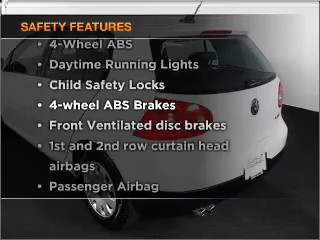 SAFETY FEATURES
• 4-Wheel ABS
• Daytime Running Lights
• Child Safety Locks
• 4-wheel ABS Brakes
• Front Ventilated disc brakes
• 1st and 2nd row curtain head
airbags
• Passenger Airbag